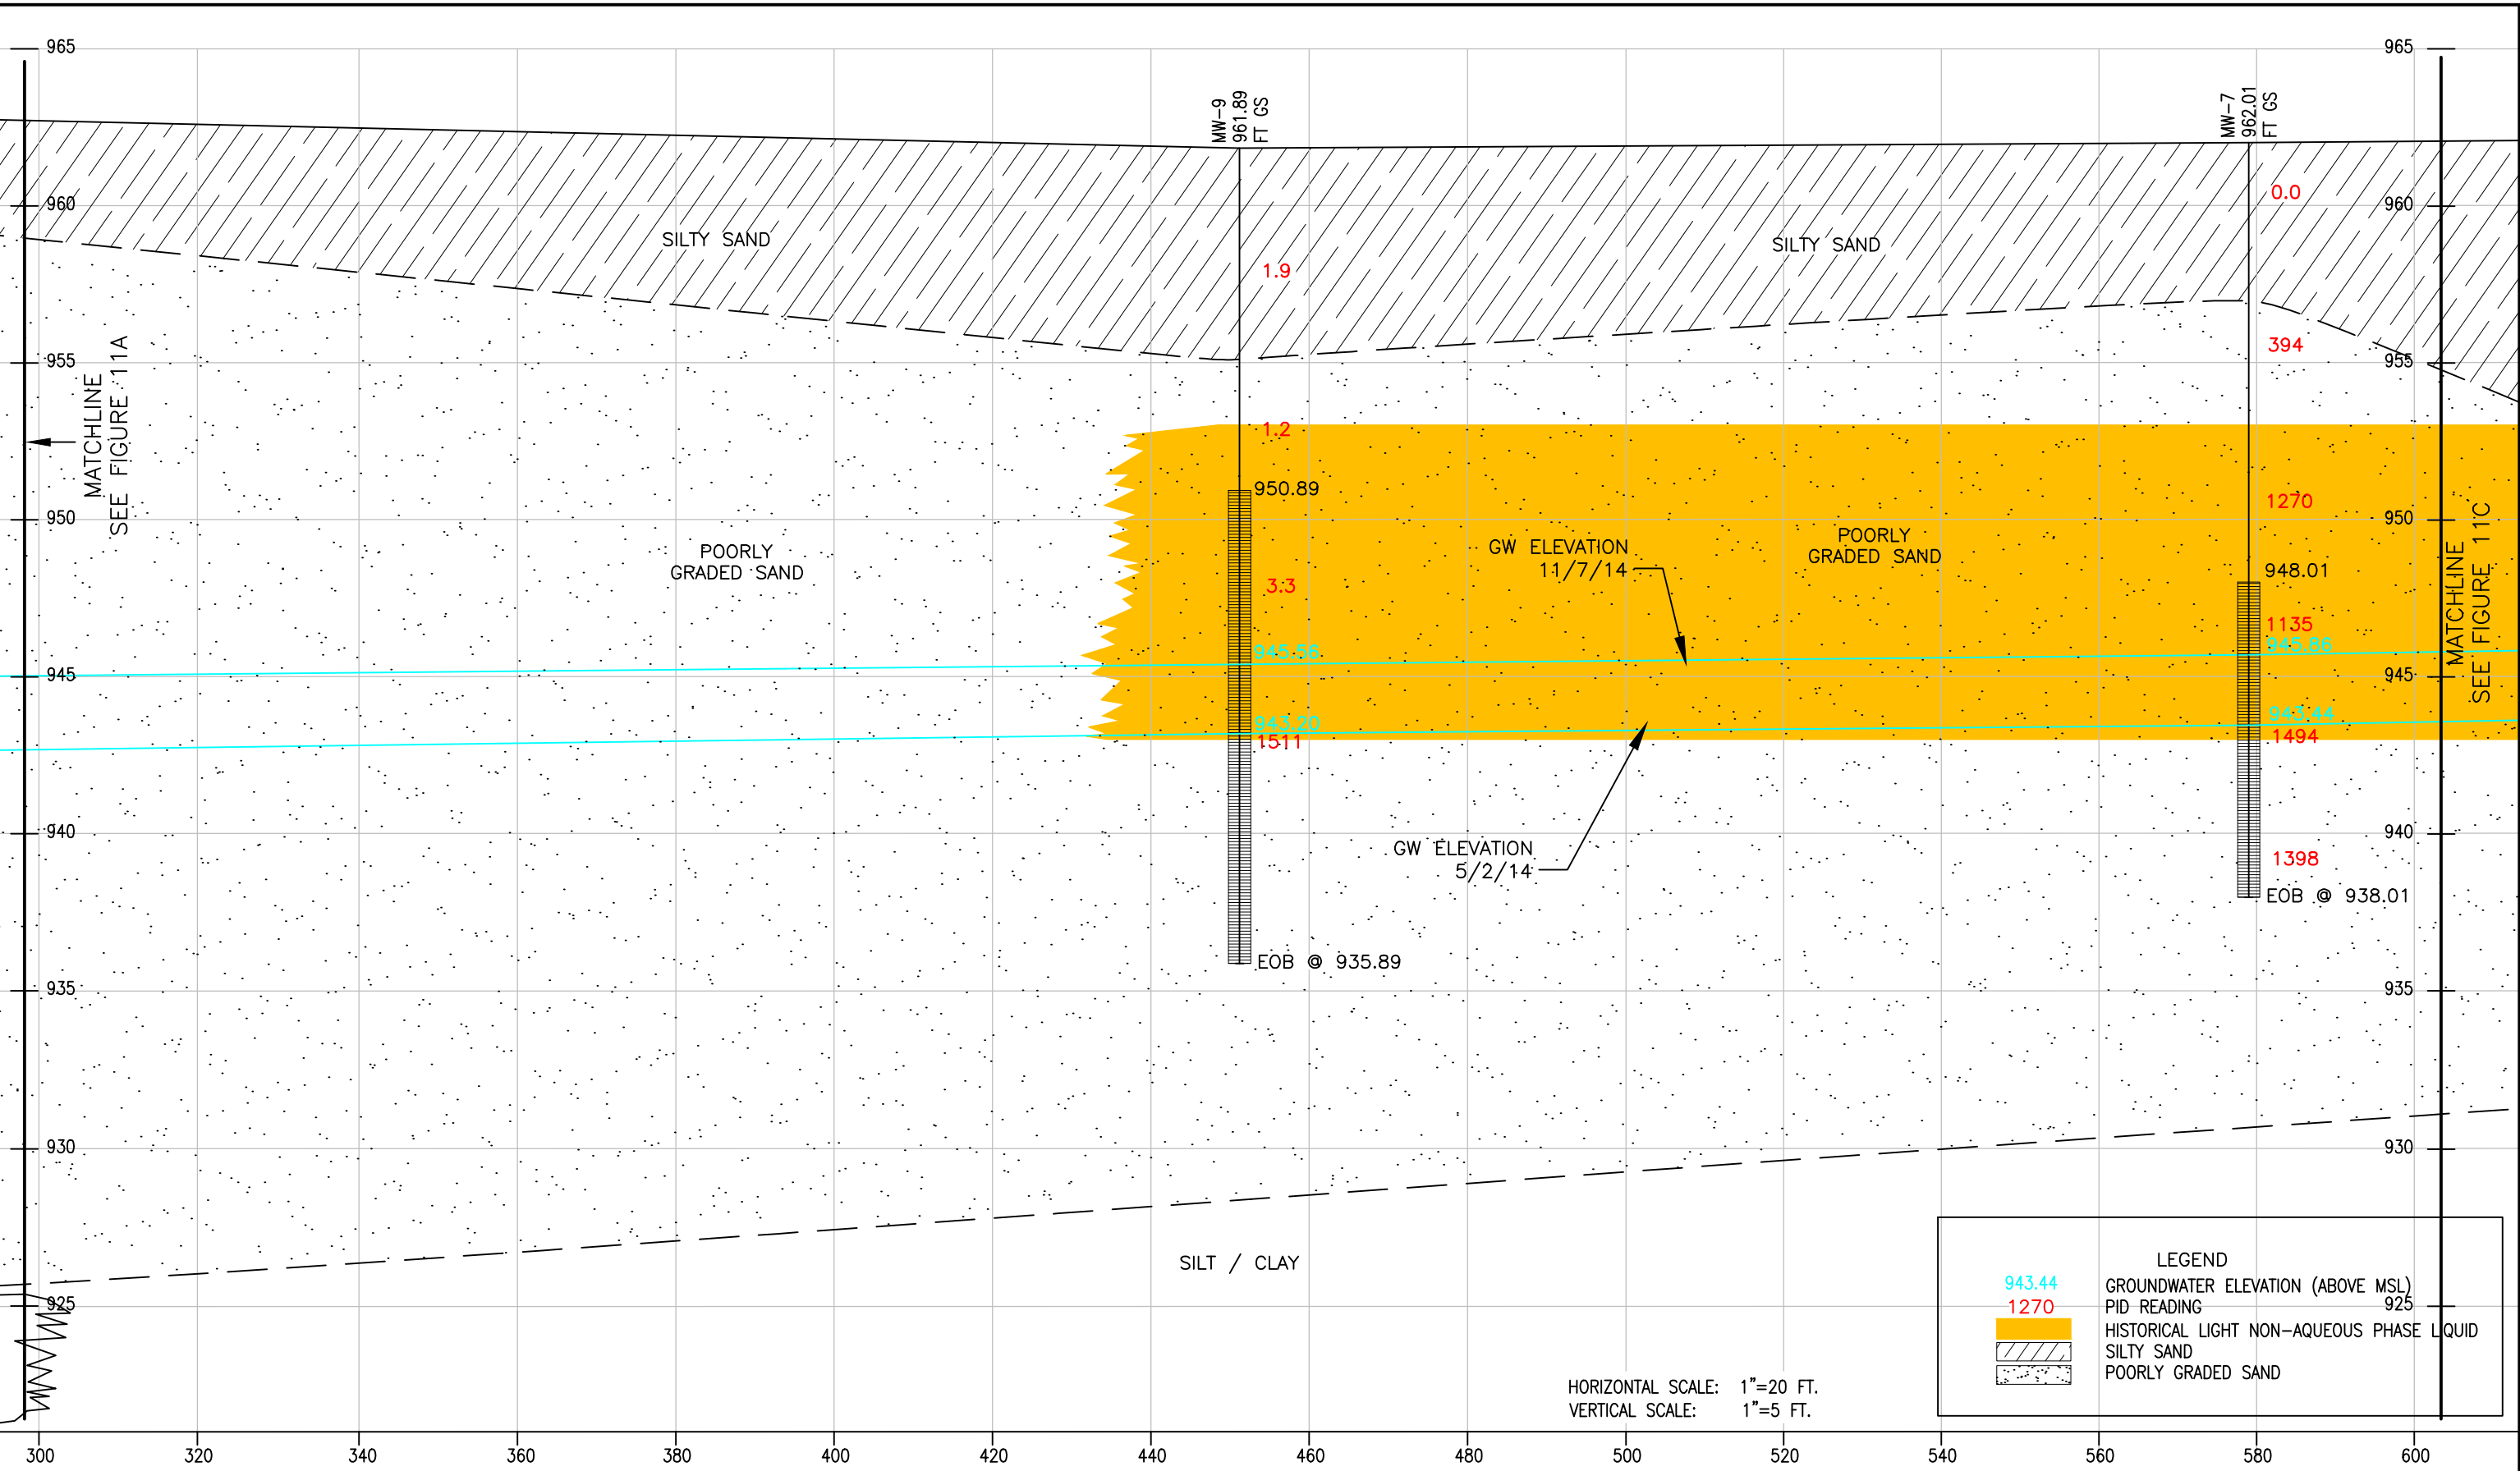 965
960
955
950
945
940
935
930
925
MATCHLINE
SEE FIGURE 11A
SILTY SAND
POORLY
GRADED SAND
MW-9
961.89
FT GS
1.9
1.2
950.89
3.3
945.56
943.20
1511
EOB @ 935.89
SILTY SAND
GW ELEVATION
11/7/14
POORLY
GRADED SAND
GW ELEVATION
5/2/14
MW-7
962.01
FT GS
0.0
394
1270
948.01
1135
945.86
943.44
1494
1398
EOB @ 938.01
965
960
955
950
945
940
935
930
925
MATCHLINE
SEE FIGURE 11C
SILT / CLAY
LEGEND
943.44 GROUNDWATER ELEVATION (ABOVE MSL)
1270 PID READING
HISTORICAL LIGHT NON-AQUEOUS PHASE LIQUID
SILTY SAND
POORLY GRADED SAND
HORIZONTAL SCALE: 1"=20 FT.
VERTICAL SCALE: 1"=5 FT.
300 320 340 360 380 400 420 440 460 480 500 520 540 560 580 600